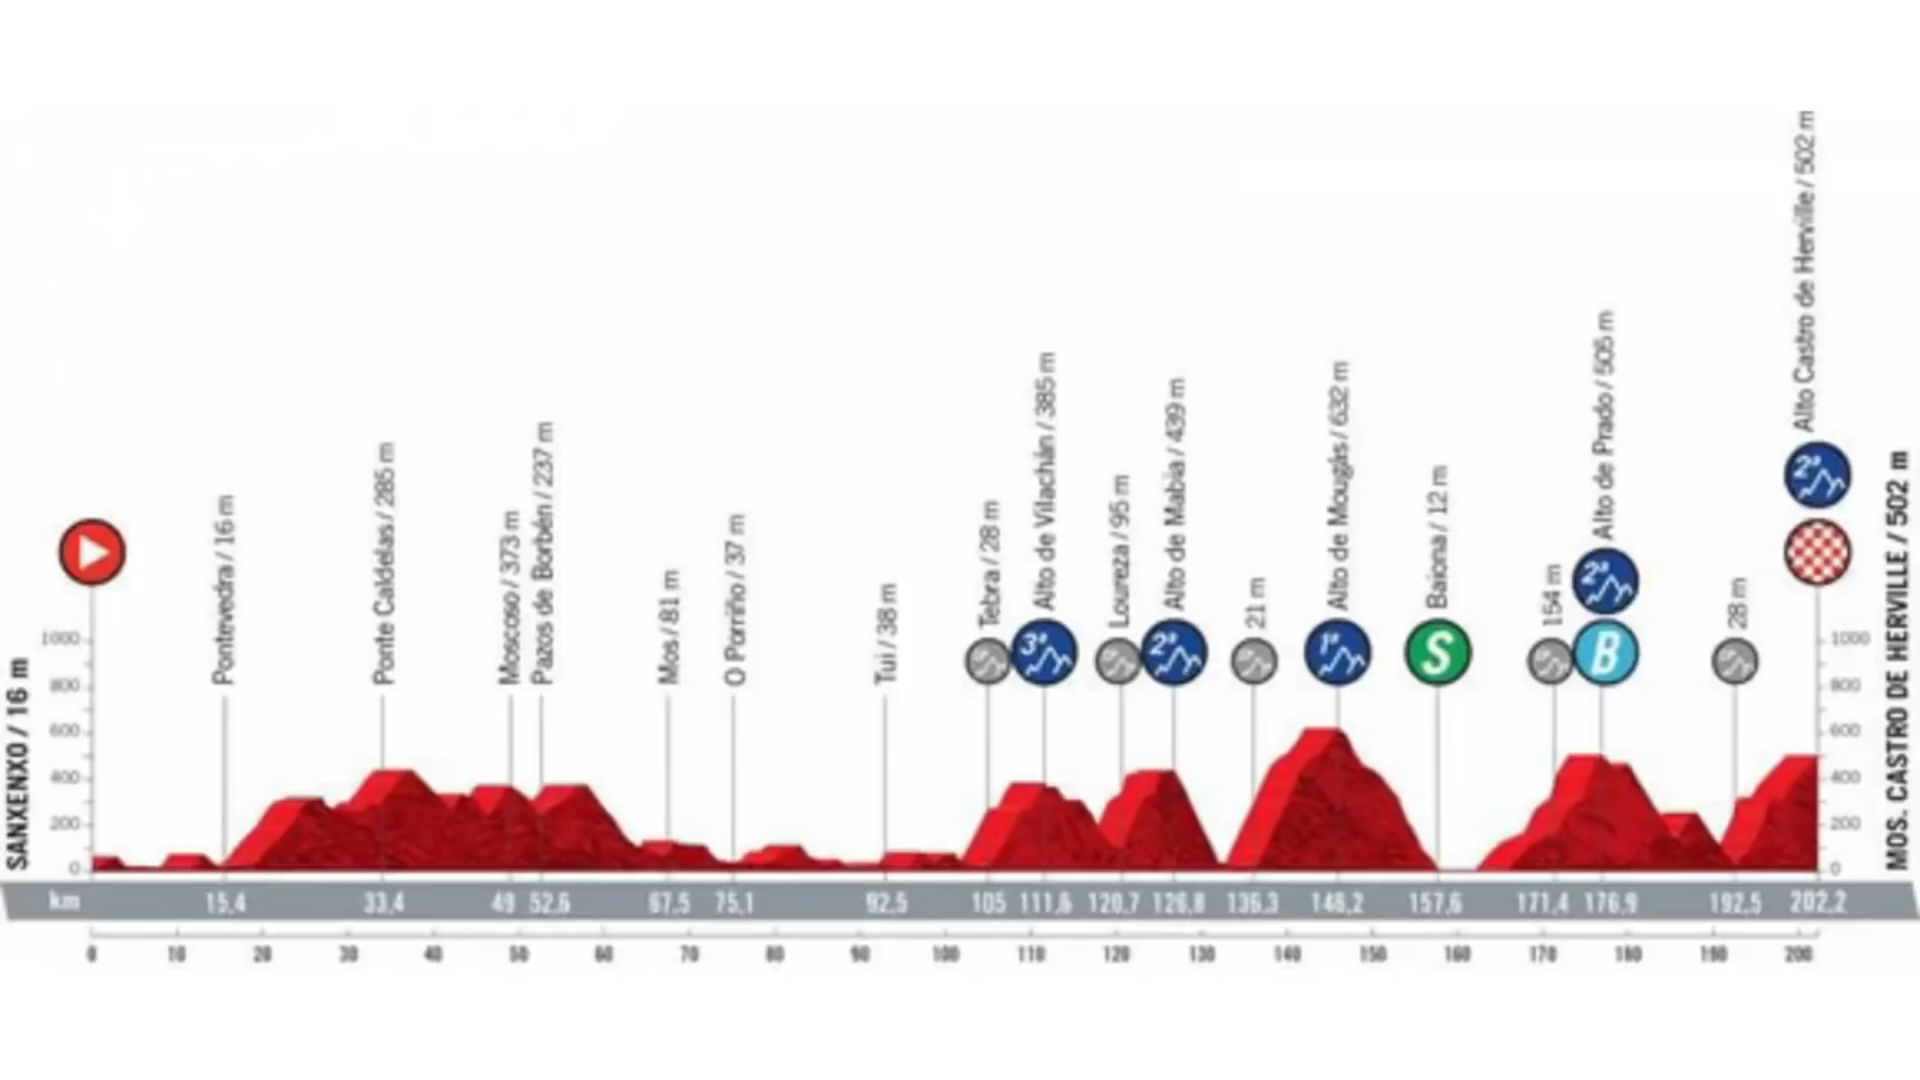 SANXENXO / 16 m
Pontevedra / 16 m
Ponte Caldelas / 285 m
Moscoso / 373 m
Pazos de Borbén / 237 m
Mos / 81 m
O Porriño / 37 m
Tui / 38 m
Tebra / 28 m
Alto de Vilachán / 385 m
3ª
Loureza / 95 m
Alto de Mabia / 439 m
2ª
21 m
Alto de Mougás / 632 m
1ª
Baiona / 12 m
S
154 m
Alto de Prado / 505 m
2ª
B
28 m
Alto Castro de Herville / 502 m
2ª
MOS. CASTRO DE HERVILLE / 502 m
1000
800
600
400
200
0
1000
800
600
400
200
0
km 15,4 33,4 49 52,6 67,5 75,1 92,5 105 111,6 120,7 126,8 136,3 146,2 157,6 171,4 176,9 192,5 202,2
0 10 20 30 40 50 60 70 80 90 100 110 120 130 140 150 160 170 180 190 200